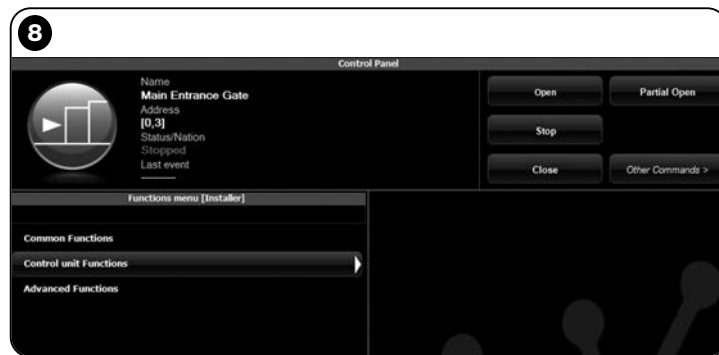 8
Control Panel
Name
Main Entrance Gate
Address
[0,3]
Status/Nation
Stopped
Last event
--------
Open
Partial Open
Stop
Close
Other Commands >
Functions menu [Installer]
Common Functions
Control unit Functions
Advanced Functions